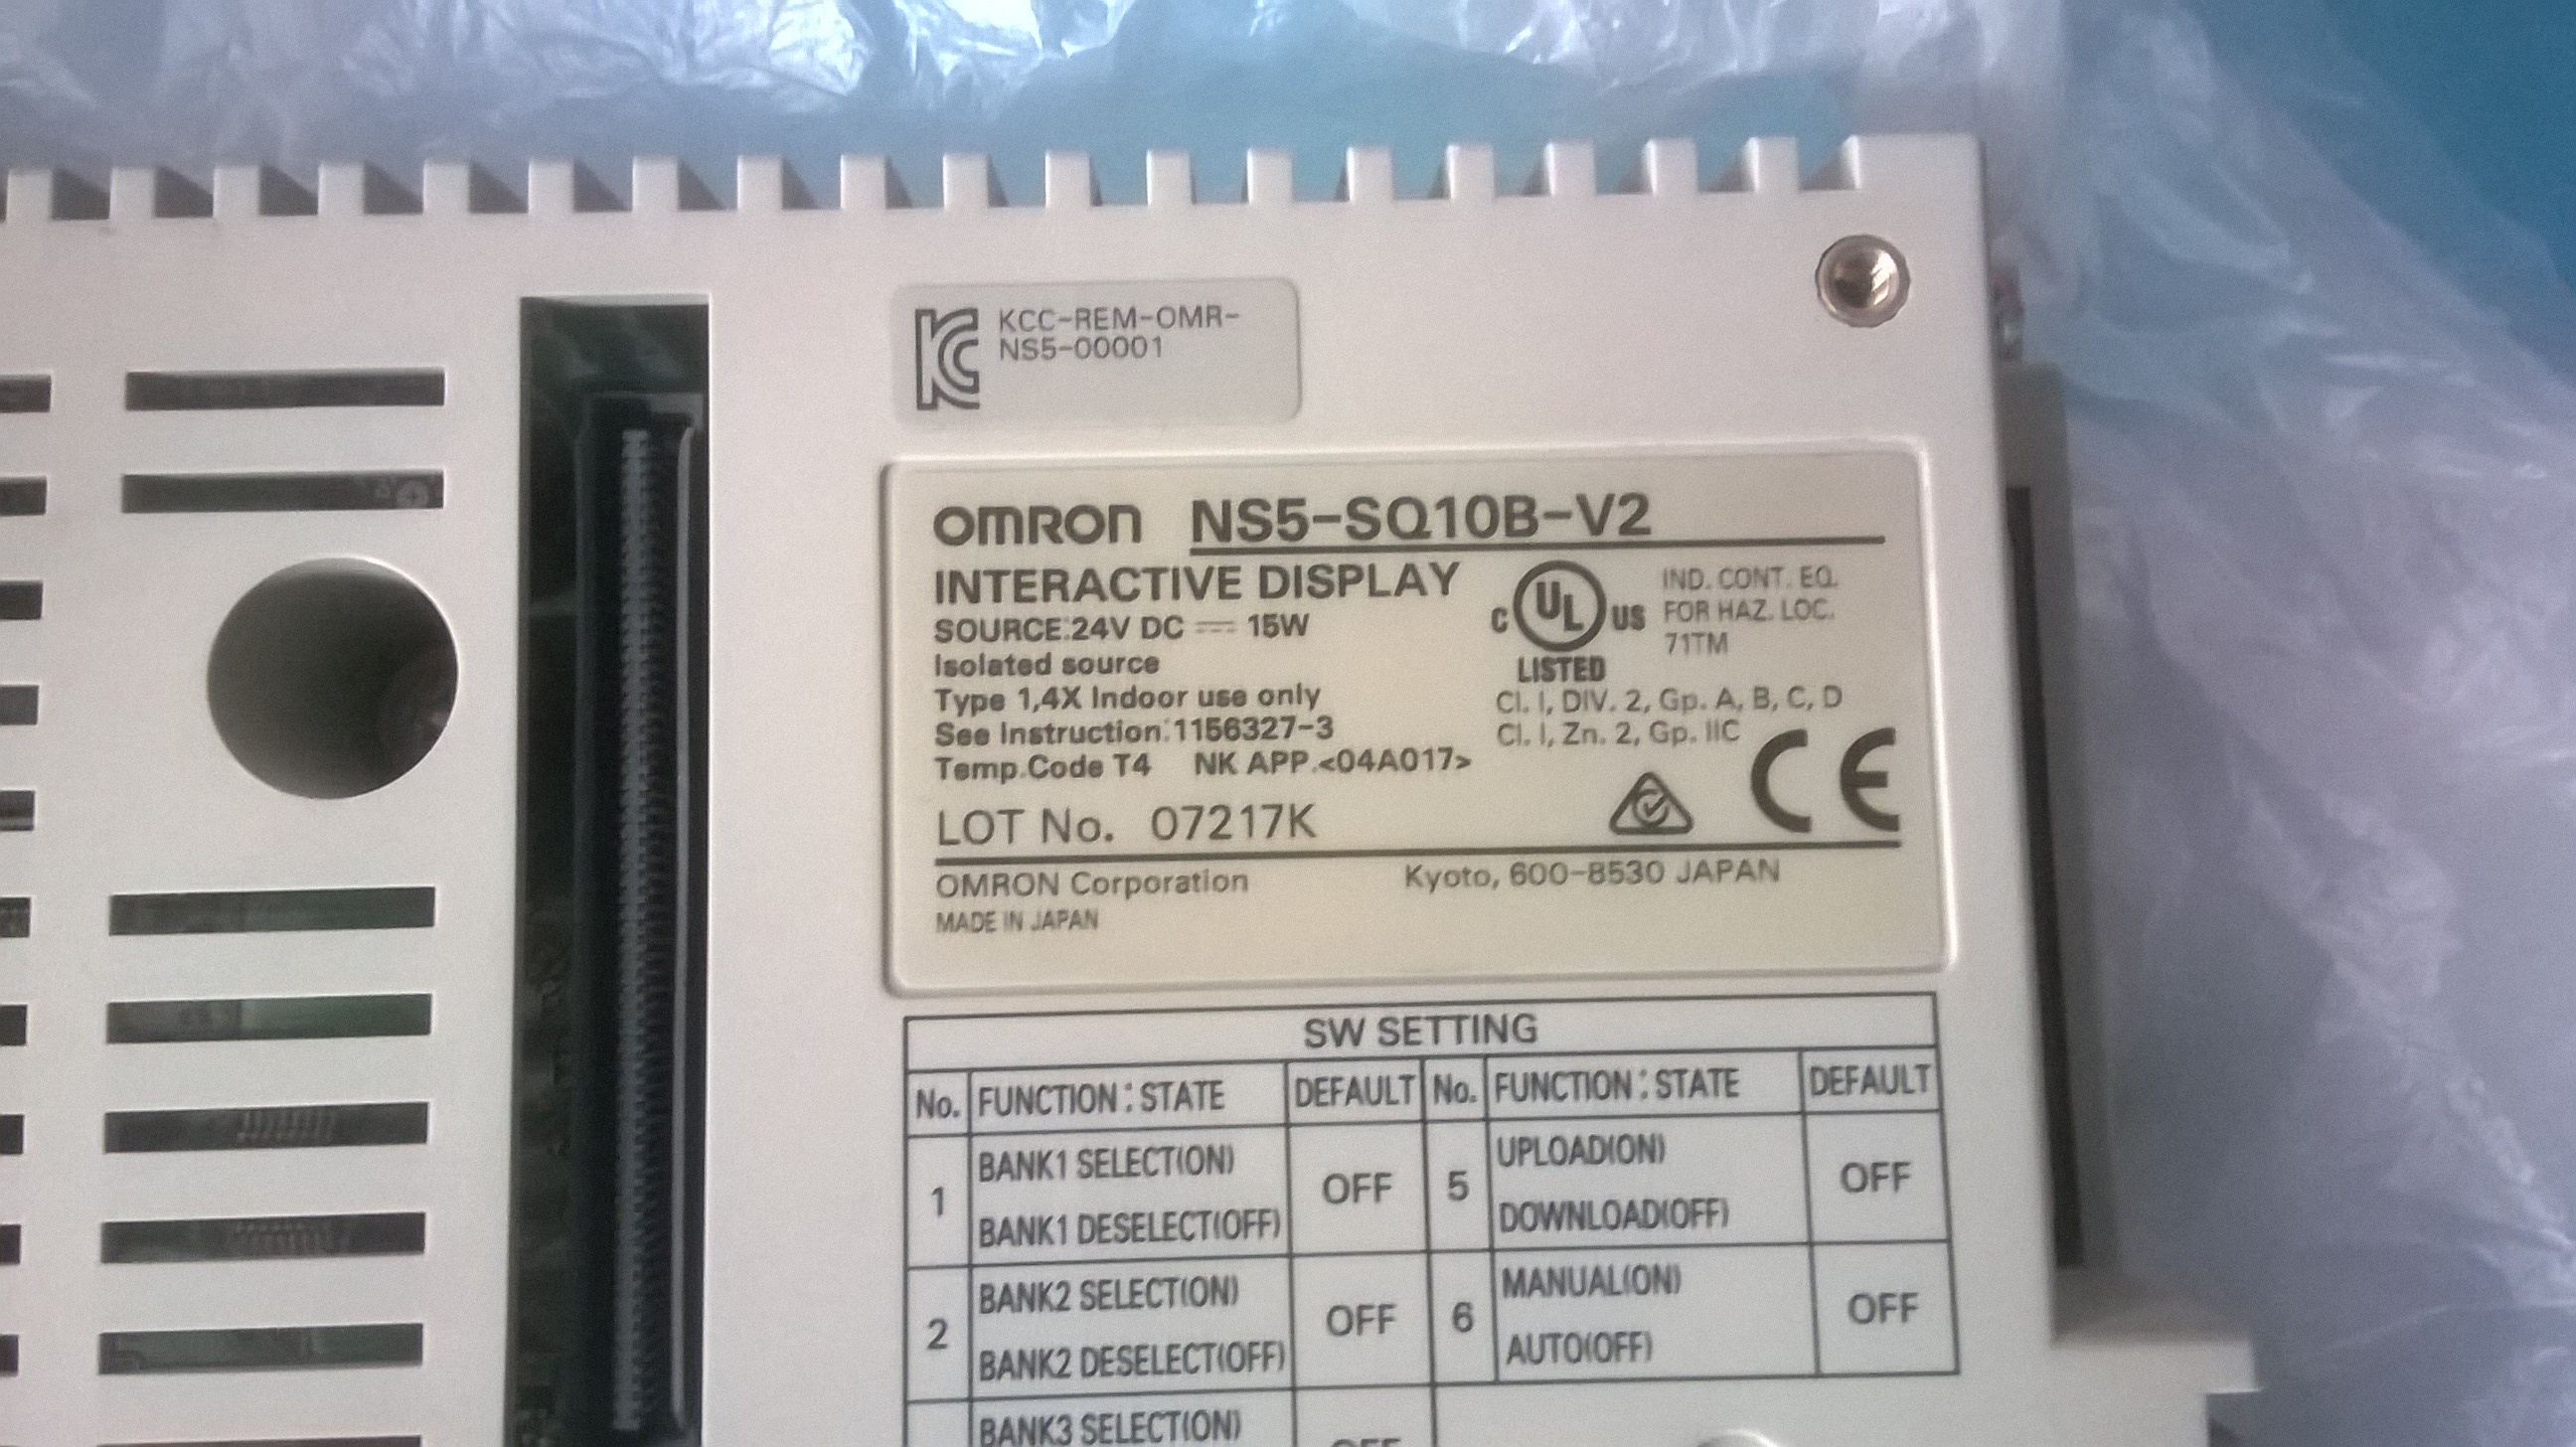 KCC-REM-OMR-
NS5-00001
OMRON NS5-SQ10B-V2
INTERACTIVE DISPLAY
SOURCE:24V DC 15W
Isolated source
Type 1,4X Indoor use only
See Instruction:1156327-3
Temp.Code T4 NK APP.<04A017>
C UL US
LISTED
IND. CONT. EQ.
FOR HAZ. LOC.
71TM
Cl. I, DIV. 2, Gp. A, B, C, D
Cl. I, Zn. 2, Gp. IIC
CE
LOT No. 07217K
OMRON Corporation Kyoto, 600-8530 JAPAN
MADE IN JAPAN
SW SETTING
No. FUNCTION : STATE DEFAULT No. FUNCTION : STATE DEFAULT
1 BANK1 SELECT(ON) OFF 5 UPLOAD(ON) OFF
BANK1 DESELECT(OFF) DOWNLOAD(OFF)
2 BANK2 SELECT(ON) OFF 6 MANUAL(ON) OFF
BANK2 DESELECT(OFF) AUTO(OFF)
BANK3 SELECT(ON)